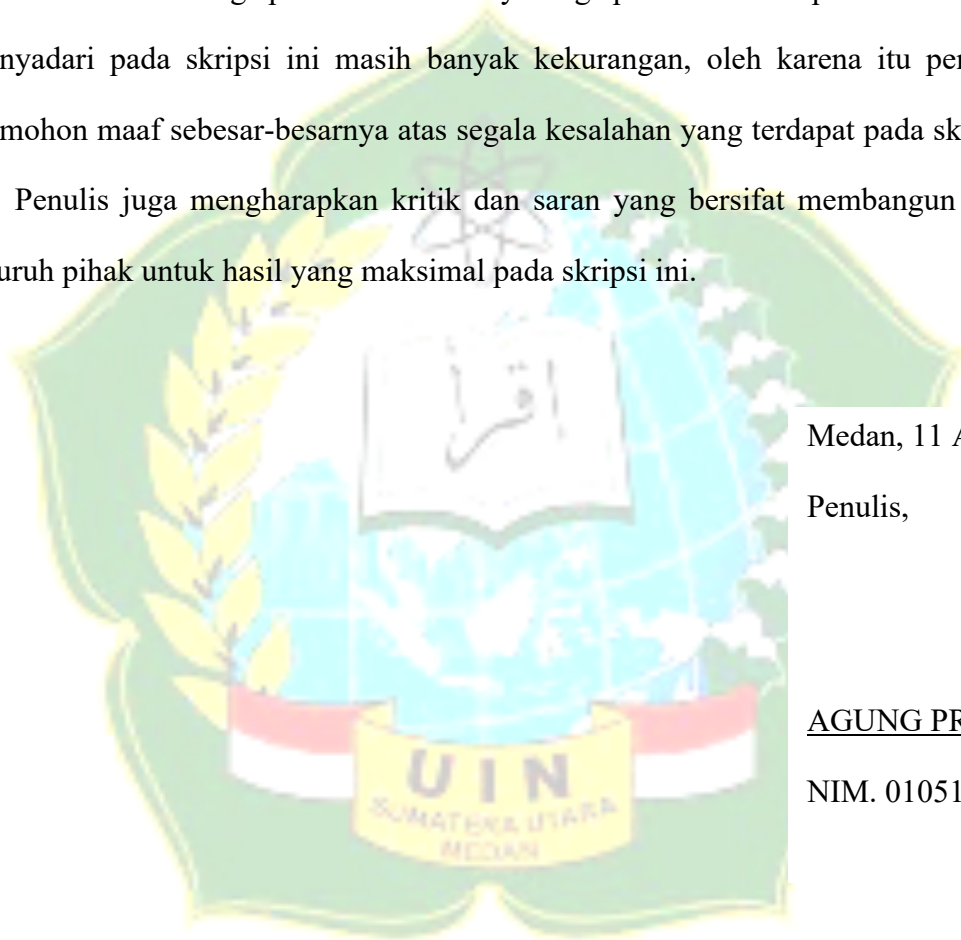 nyadari pada skripsi ini masih banyak kekurangan, oleh karena itu per
mohon maaf sebesar-besarnya atas segala kesalahan yang terdapat pada sk
Penulis juga mengharapkan kritik dan saran yang bersifat membangun
uruh pihak untuk hasil yang maksimal pada skripsi ini.
Medan, 11 A
Penulis,
AGUNG PR
NIM. 01051
UIN
SUMATERA UTARA
MEDAN